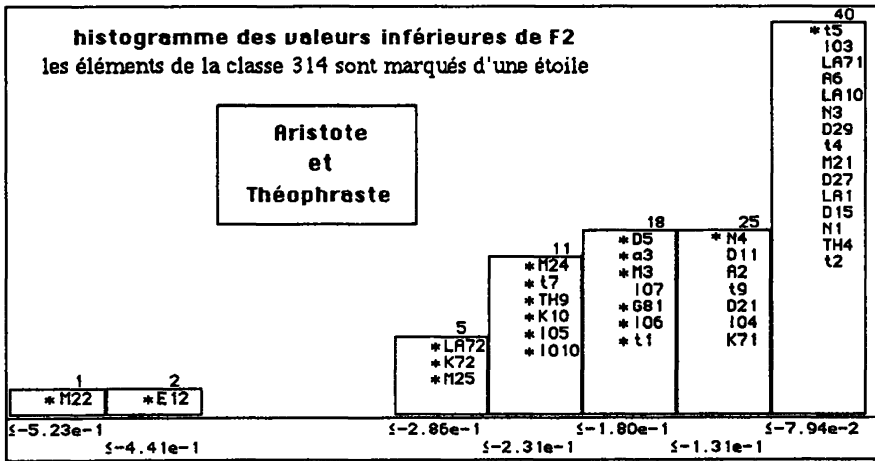 histogramme des valeurs inférieures de F2
les éléments de la classe 314 sont marqués d'une étoile
Aristote
et
Théophraste
1
* M22
2
* E12
5
* LA72
* K72
* M25
11
* M24
* t7
* TH9
* K10
* I05
* I010
18
* D5
* a3
* M3
I07
* G81
* I06
* t1
25
* N4
D11
A2
t9
D21
I04
K71
40
* t5
I03
LA71
A6
LA10
N3
D29
t4
M21
D27
LA1
D15
N1
TH4
t2
≤-5.23e-1
≤-4.41e-1
≤-2.86e-1
≤-2.31e-1
≤-1.80e-1
≤-1.31e-1
≤-7.94e-2